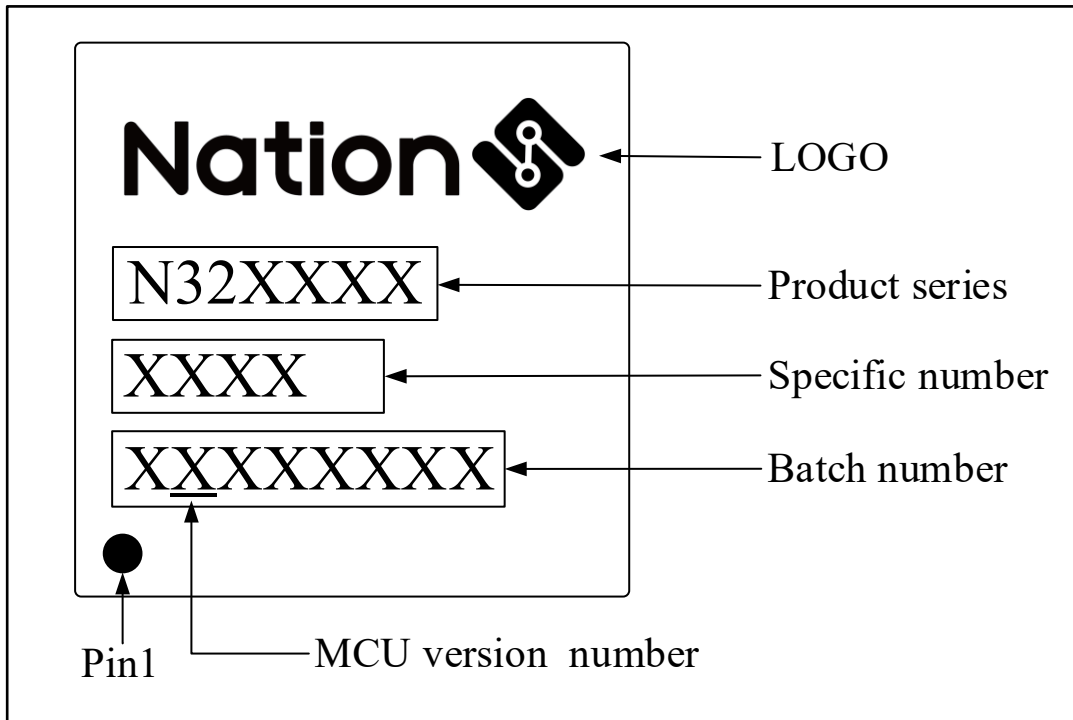 Nation
LOGO
N32XXXX
Product series
XXXX
Specific number
XXXXXXXX
Batch number
Pin1
MCU version number